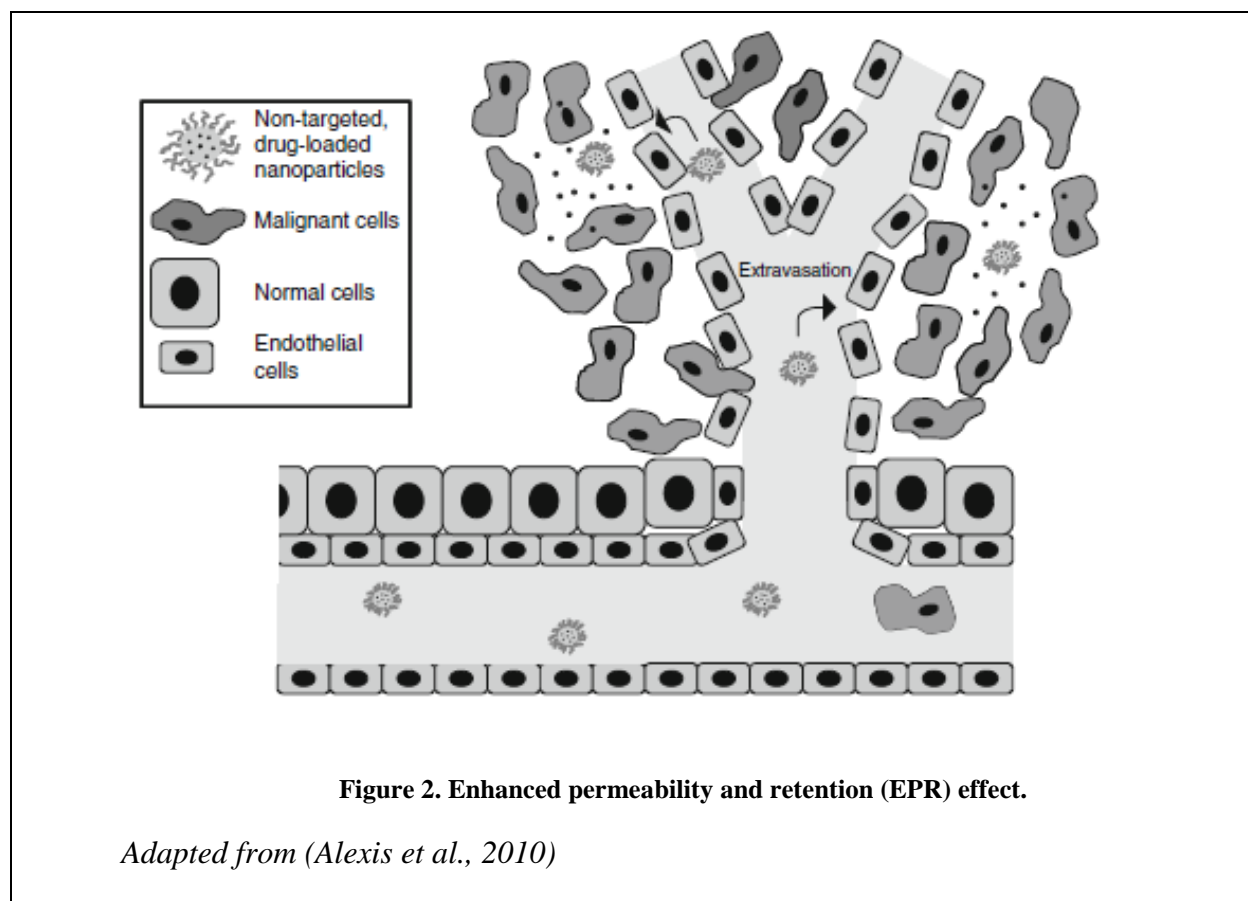 Non-targeted,
drug-loaded
nanoparticles
Malignant cells
Normal cells
Endothelial
cells
Extravasation
Figure 2. Enhanced permeability and retention (EPR) effect.
Adapted from (Alexis et al., 2010)